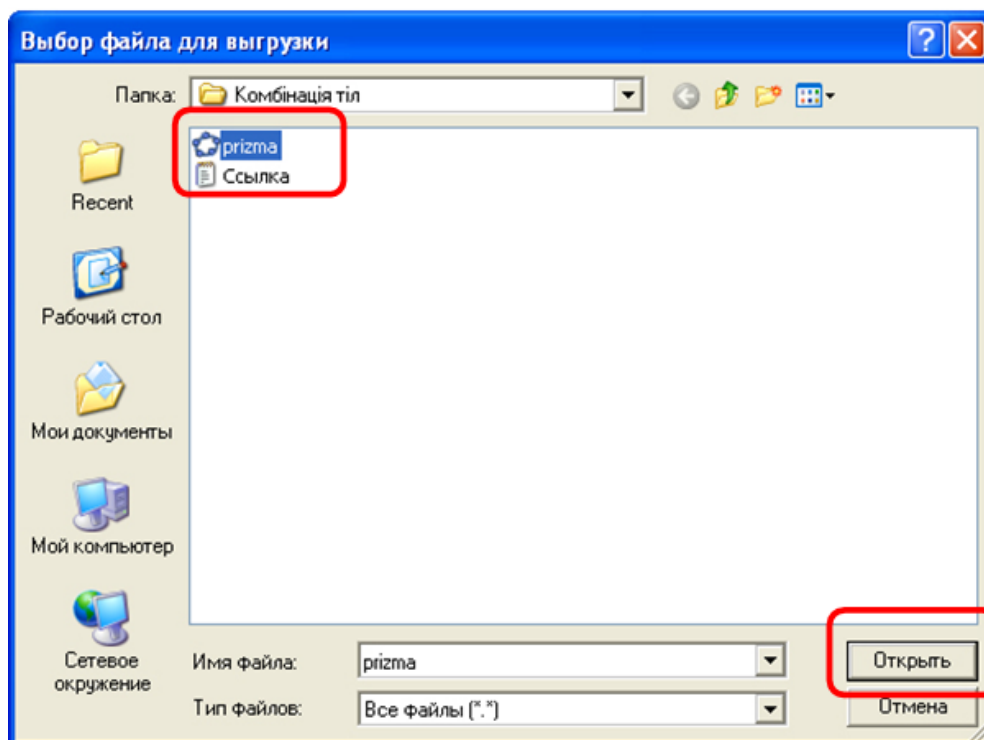 Выбор файла для выгрузки
Папка: Комбінація тіл
prizma
Ссылка
Recent
Рабочий стол
Мои документы
Мой компьютер
Сетевое
окружение
Имя файла: prizma Открыть
Тип файлов: Все файлы (*.*) Отмена